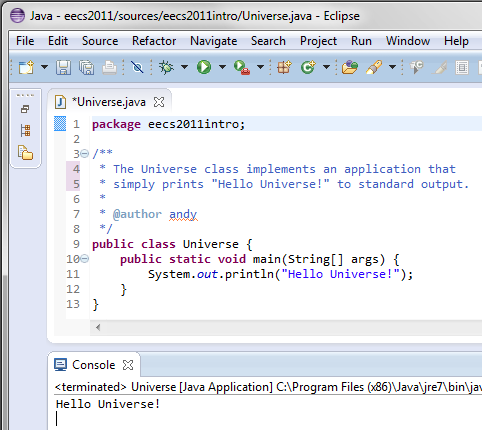 Java - eecs2011/sources/eecs2011intro/Universe.java - Eclipse
File Edit Source Refactor Navigate Search Project Run Window Help
*Universe.java
1 package eecs2011intro;
2
3 /**
4 * The Universe class implements an application that
5 * simply prints "Hello Universe!" to standard output.
6 *
7 * @author andy
8 */
9 public class Universe {
10 public static void main(String[] args) {
11 System.out.println("Hello Universe!");
12 }
13 }
Console
<terminated> Universe [Java Application] C:\Program Files (x86)\Java\jre7\bin\jav
Hello Universe!